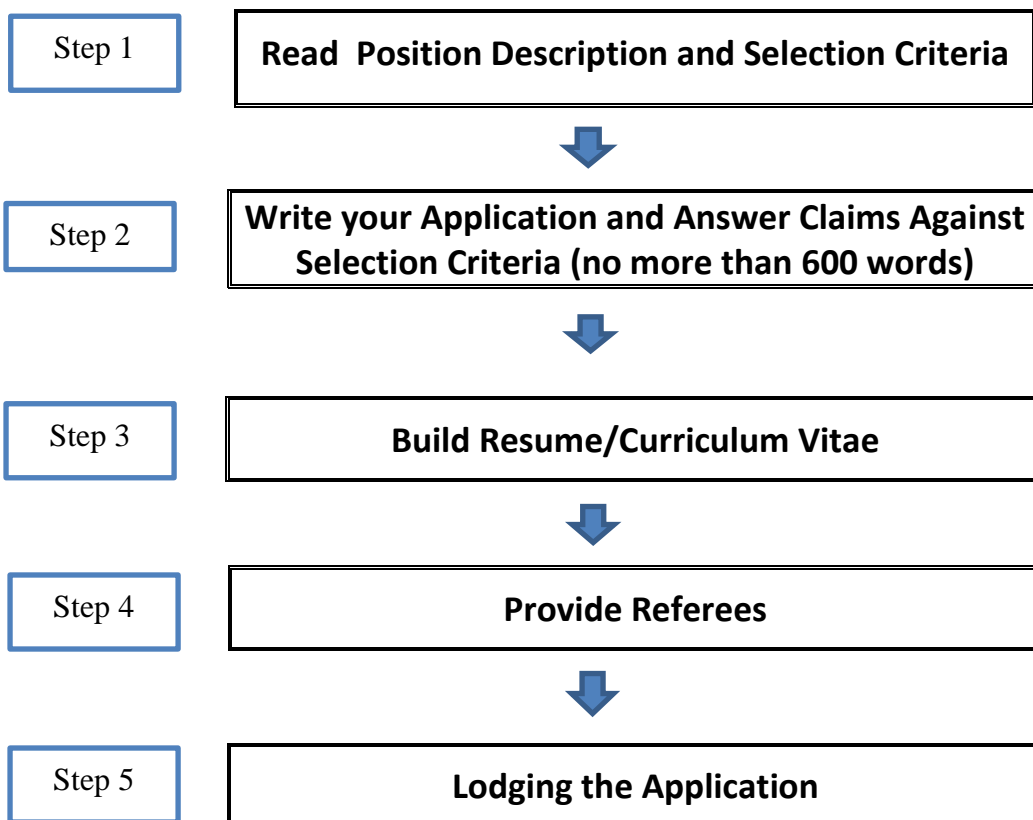 Step 1
Read  Position Description and Selection Criteria
Step 2
Write your Application and Answer Claims Against
Selection Criteria (no more than 600 words)
Step 3
Build Resume/Curriculum Vitae
Step 4
Provide Referees
Step 5
Lodging the Application